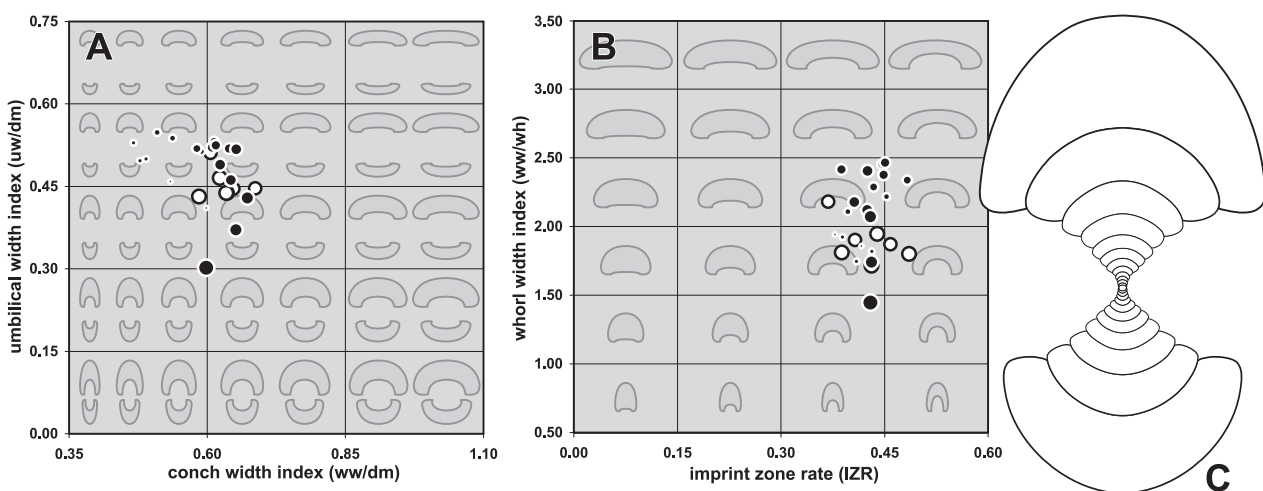 A
umbilical width index (uw/dm)
0.75
0.60
0.45
0.30
0.15
0.00
0.35 0.60 0.85 1.10
conch width index (ww/dm)
B
whorl width index (ww/wh)
3.50
3.00
2.50
2.00
1.50
1.00
0.50
0.00 0.15 0.30 0.45 0.60
imprint zone rate (IZR)
C